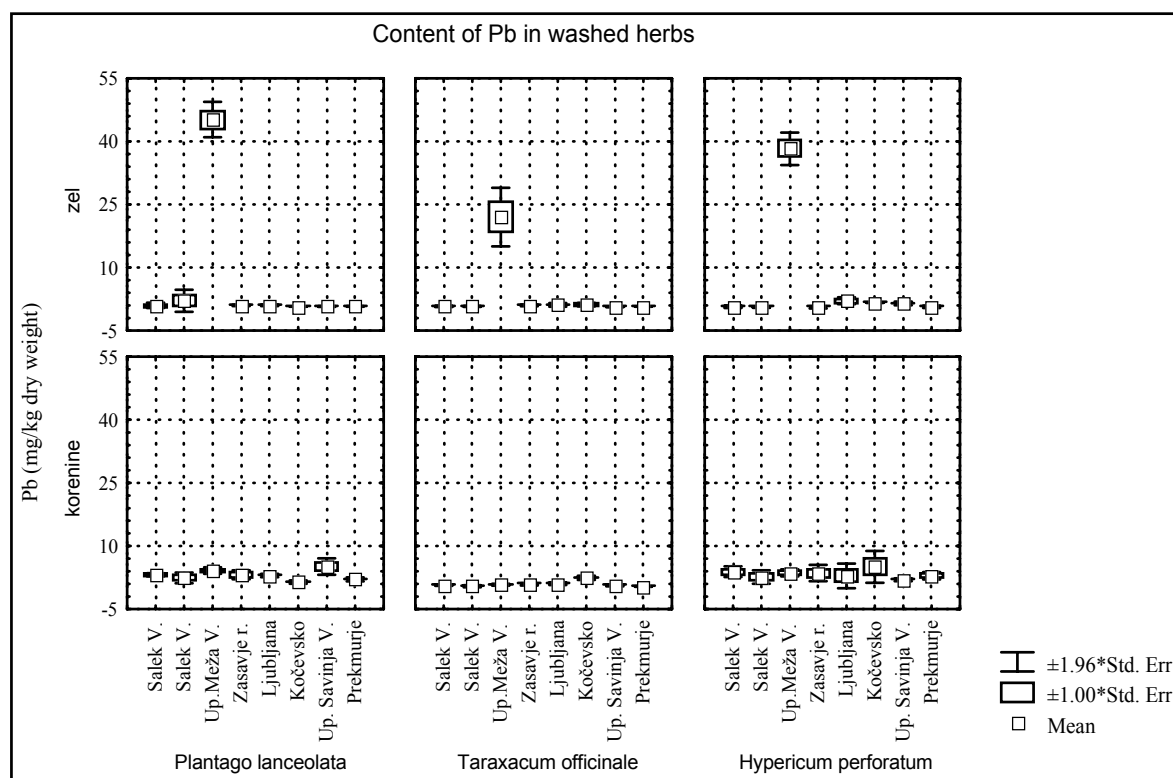 Content of Pb in washed herbs
Pb (mg/kg dry weight)
zel
55
40
25
10
-5
korenine
55
40
25
10
-5
Salek V.
Salek V.
Up.Meža V.
Zasavje r.
Ljubljana
Kočevsko
Up. Savinja V.
Prekmurje
Salek V.
Salek V.
Up.Meža V.
Zasavje r.
Ljubljana
Kočevsko
Up. Savinja V.
Prekmurje
Salek V.
Salek V.
Up.Meža V.
Zasavje r.
Ljubljana
Kočevsko
Up. Savinja V.
Prekmurje
Plantago lanceolata
Taraxacum officinale
Hypericum perforatum
±1.96*Std. Err
±1.00*Std. Err
Mean